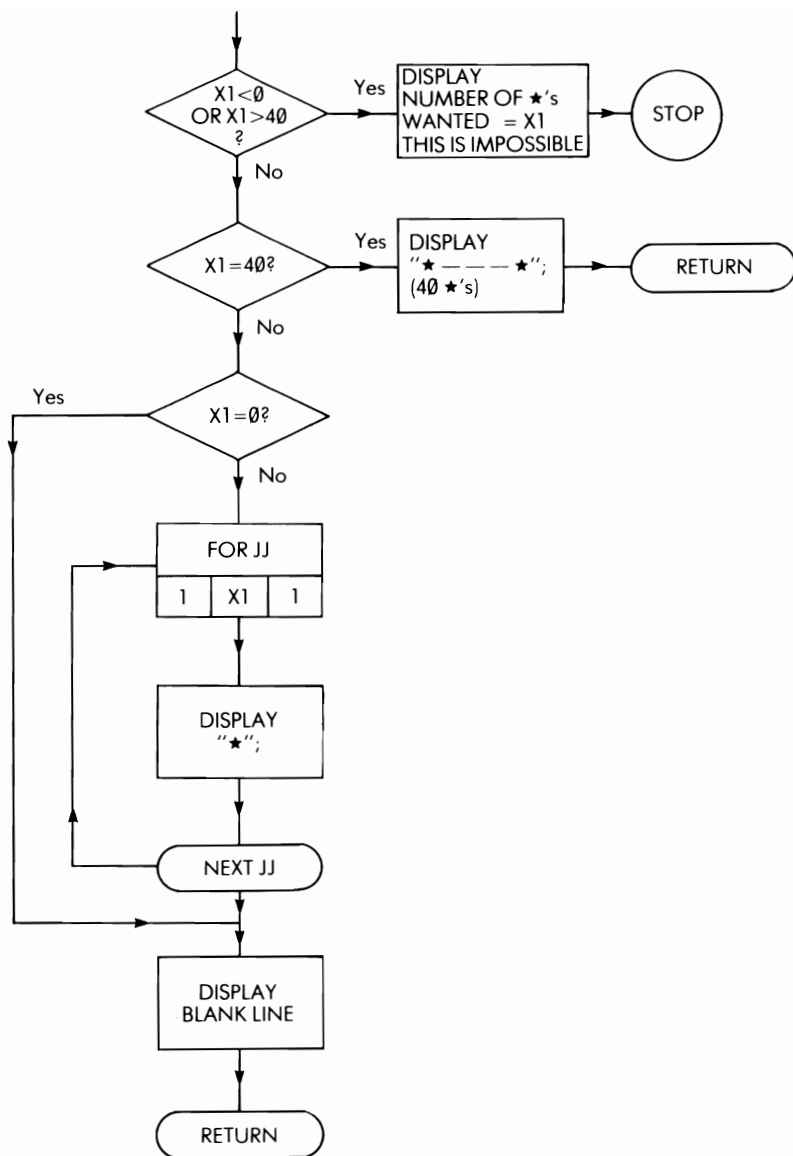 X1<0
OR X1>40
?
Yes
DISPLAY
NUMBER OF ★'s
WANTED = X1
THIS IS IMPOSSIBLE
STOP
No
X1=40?
Yes
DISPLAY
"★ — — — ★";
(40 ★'s)
RETURN
No
X1=0?
Yes
No
FOR JJ
1 X1 1
DISPLAY
"★";
NEXT JJ
DISPLAY
BLANK LINE
RETURN